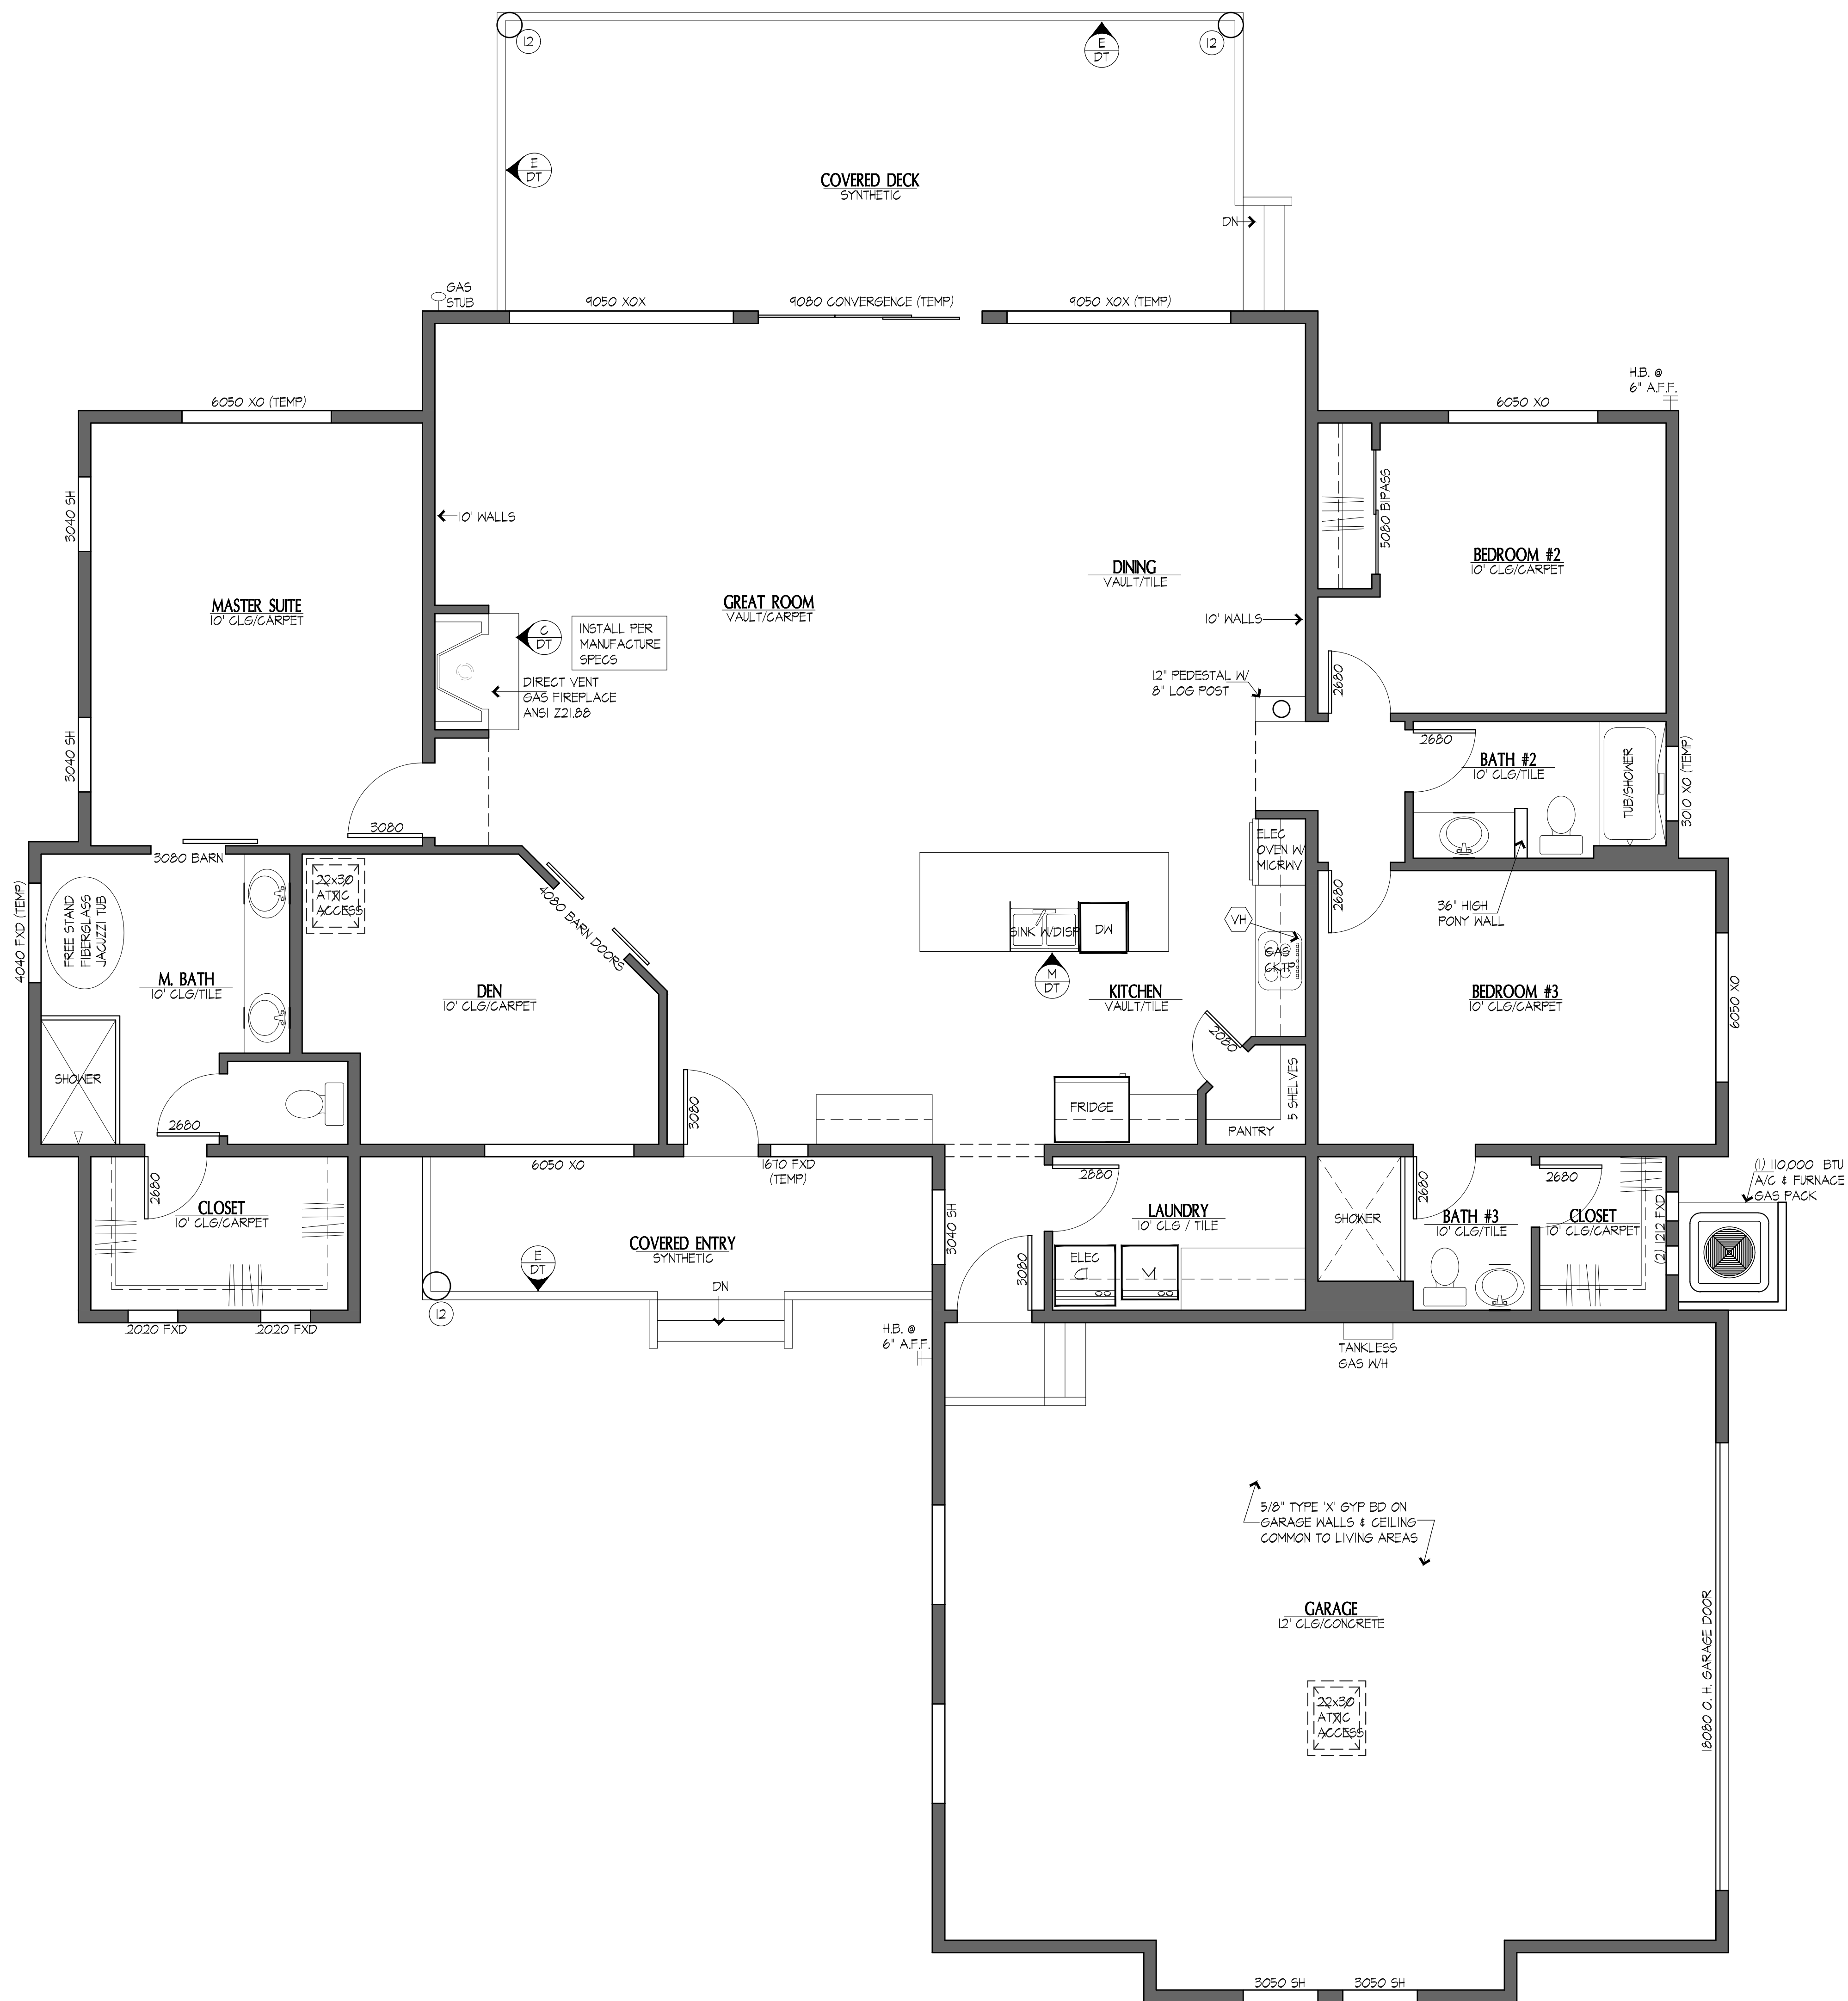 12
E
DT
12
E
DT
COVERED DECK
SYNTHETIC
DN
GAS
STUB
9050 XOX
9080 CONVERGENCE (TEMP)
9050 XOX (TEMP)
H.B. @
6" A.F.F.
6050 XO (TEMP)
6050 XO
3040 SH
10' WALLS
5080 BIPASS
BEDROOM #2
10' CLG/CARPET
DINING
VAULT/TILE
MASTER SUITE
10' CLG/CARPET
GREAT ROOM
VAULT/CARPET
10' WALLS
C
DT
INSTALL PER
MANUFACTURE
SPECS
DIRECT VENT
GAS FIREPLACE
ANSI Z21.88
12" PEDESTAL W/
8" LOG POST
2680
3040 SH
2680
BATH #2
10' CLG/TILE
TUB/SHOWER
3010 XO (TEMP)
3080
3080 BARN
ELEC
OVEN W/
MICRWV
22x30
ATTIC
ACCESS
4080 BARN DOORS
2680
36" HIGH
PONY WALL
4040 FXD (TEMP)
FREE STAND
FIBERGLASS
JACUZZI TUB
SINK W/DISP
DW
VH
GAS
CKTP
M
DT
M. BATH
10' CLG/TILE
DEN
10' CLG/CARPET
KITCHEN
VAULT/TILE
BEDROOM #3
10' CLG/CARPET
6050 XO
2080
SHOWER
2680
3080
FRIDGE
5 SHELVES
PANTRY
6050 XO
1670 FXD
(TEMP)
2880
2680
2680
(1) 110,000 BTU
A/C & FURNACE
GAS PACK
2680
CLOSET
10' CLG/CARPET
3040 SH
LAUNDRY
10' CLG / TILE
SHOWER
BATH #3
10' CLG/TILE
CLOSET
10' CLG/CARPET
(2) 1212 FXD
COVERED ENTRY
SYNTHETIC
E
DT
DN
3080
ELEC
D
W
12
2020 FXD
2020 FXD
H.B. @
6" A.F.F.
TANKLESS
GAS W/H
5/8" TYPE 'X' GYP BD ON
GARAGE WALLS & CEILING
COMMON TO LIVING AREAS
GARAGE
12' CLG/CONCRETE
18080 O. H. GARAGE DOOR
22x30
ATTIC
ACCESS
3050 SH
3050 SH